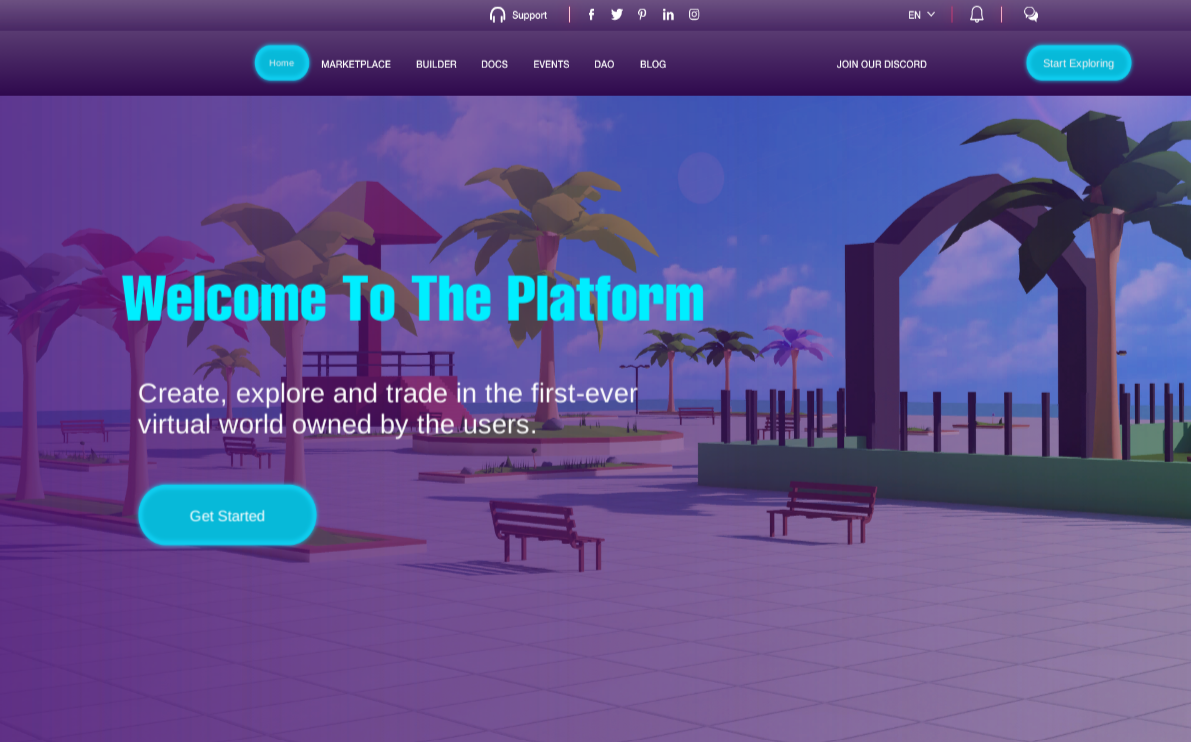 Support
EN
Home
MARKETPLACE
BUILDER
DOCS
EVENTS
DAO
BLOG
JOIN OUR DISCORD
Start Exploring
Welcome To The Platform
Create, explore and trade in the first-ever
virtual world owned by the users.
Get Started